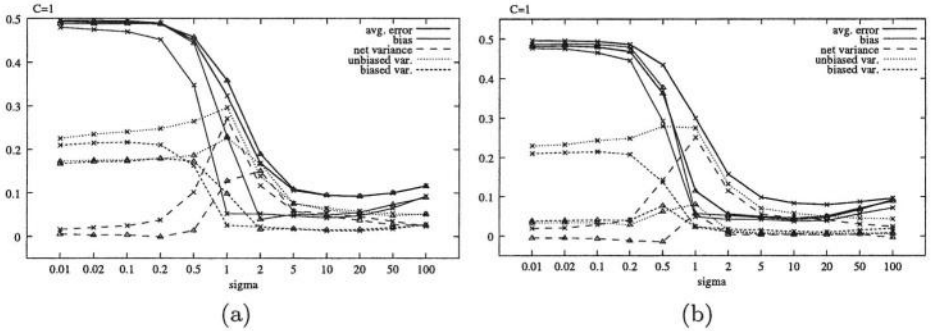 C=1
0.5
0.4
0.3
0.2
0.1
0
avg. error
bias
net variance
unbiased var.
biased var.
0.01 0.02 0.1 0.2 0.5 1 2 5 10 20 50 100
sigma
(a)
C=1
0.5
0.4
0.3
0.2
0.1
0
avg. error
bias
net variance
unbiased var.
biased var.
0.01 0.02 0.1 0.2 0.5 1 2 5 10 20 50 100
sigma
(b)